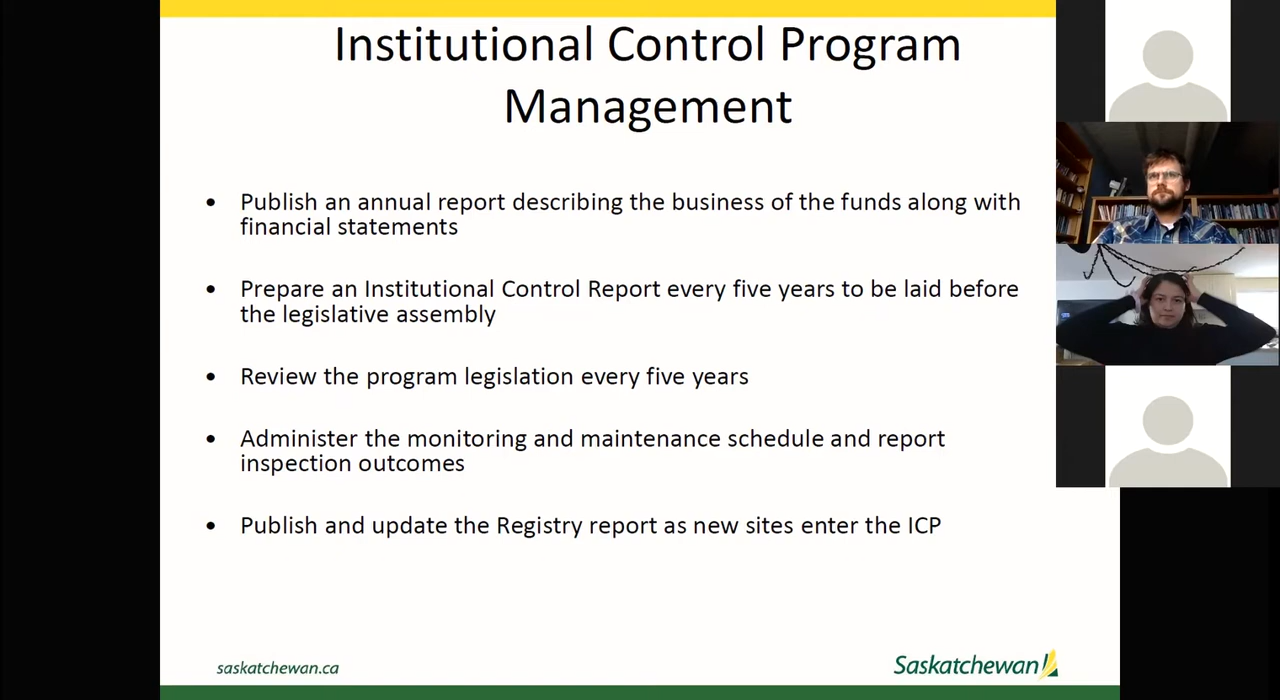 Institutional Control Program
Management
• Publish an annual report describing the business of the funds along with
financial statements
• Prepare an Institutional Control Report every five years to be laid before
the legislative assembly
• Review the program legislation every five years
• Administer the monitoring and maintenance schedule and report
inspection outcomes
• Publish and update the Registry report as new sites enter the ICP
saskatchewan.ca
Saskatchewan